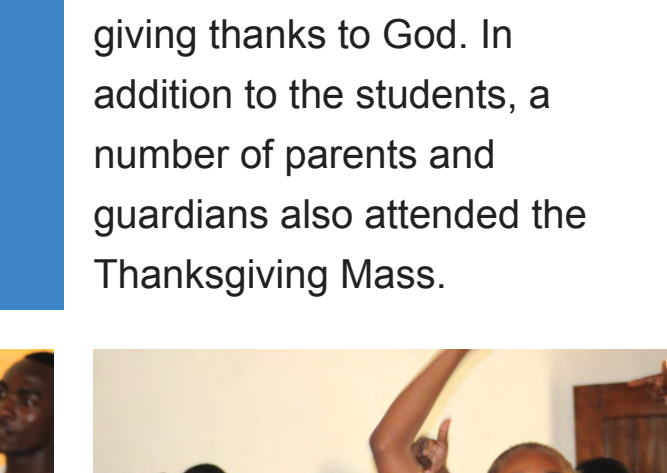 giving thanks to God. In
addition to the students, a
number of parents and
guardians also attended the
Thanksgiving Mass.